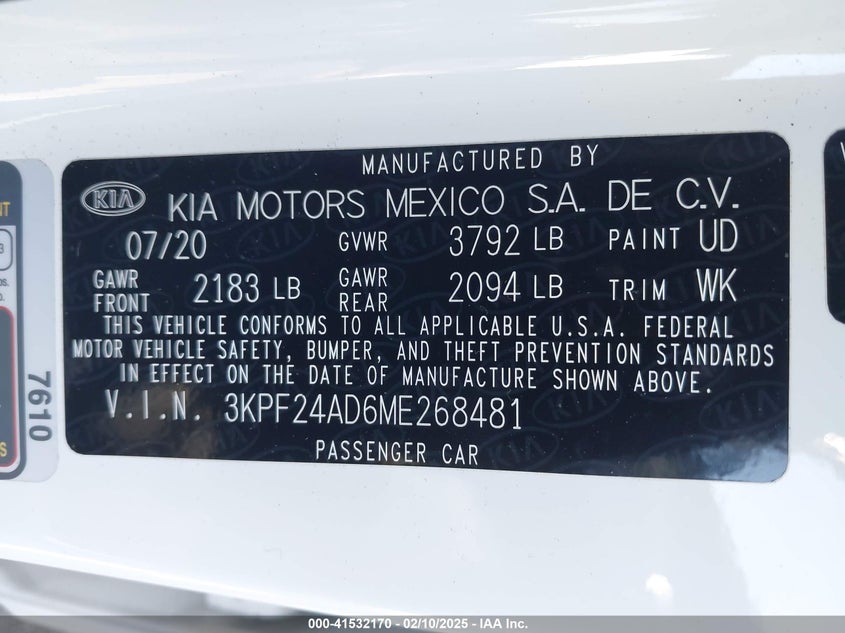 MANUFACTURED BY
KIA KIA MOTORS MEXICO S.A. DE C.V.
07/20 GVWR 3792 LB PAINT UD
GAWR FRONT 2183 LB GAWR REAR 2094 LB TRIM WK
THIS VEHICLE CONFORMS TO ALL APPLICABLE U.S.A. FEDERAL
MOTOR VEHICLE SAFETY, BUMPER, AND THEFT PREVENTION STANDARDS
IN EFFECT ON THE DATE OF MANUFACTURE SHOWN ABOVE.
V.I.N. 3KPF24AD6ME268481
PASSENGER CAR
7610
000-41532170 — 02/10/2025 — IAA Inc.